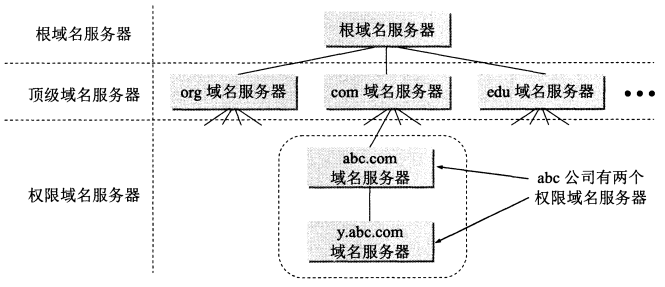 根域名服务器
根域名服务器
顶级域名服务器
org 域名服务器
com 域名服务器
edu 域名服务器
•••
权限域名服务器
abc.com
域名服务器
y.abc.com
域名服务器
abc 公司有两个
权限域名服务器